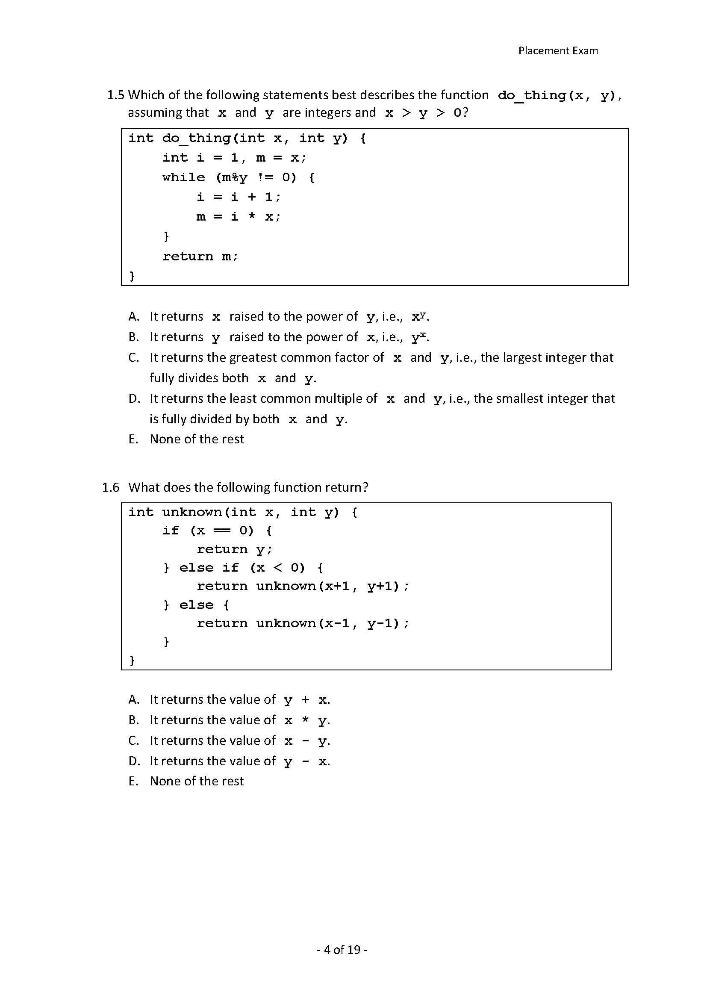 Placement Exam
1.5 Which of the following statements best describes the function do_thing(x, y),
assuming that x and y are integers and x > y > 0?
int do_thing(int x, int y) {
    int i = 1, m = x;
    while (m%y != 0) {
        i = i + 1;
        m = i * x;
    }
    return m;
}
A. It returns x raised to the power of y, i.e., xʸ.
B. It returns y raised to the power of x, i.e., yˣ.
C. It returns the greatest common factor of x and y, i.e., the largest integer that
fully divides both x and y.
D. It returns the least common multiple of x and y, i.e., the smallest integer that
is fully divided by both x and y.
E. None of the rest
1.6 What does the following function return?
int unknown(int x, int y) {
    if (x == 0) {
        return y;
    } else if (x < 0) {
        return unknown(x+1, y+1);
    } else {
        return unknown(x-1, y-1);
    }
}
A. It returns the value of y + x.
B. It returns the value of x * y.
C. It returns the value of x - y.
D. It returns the value of y - x.
E. None of the rest
- 4 of 19 -